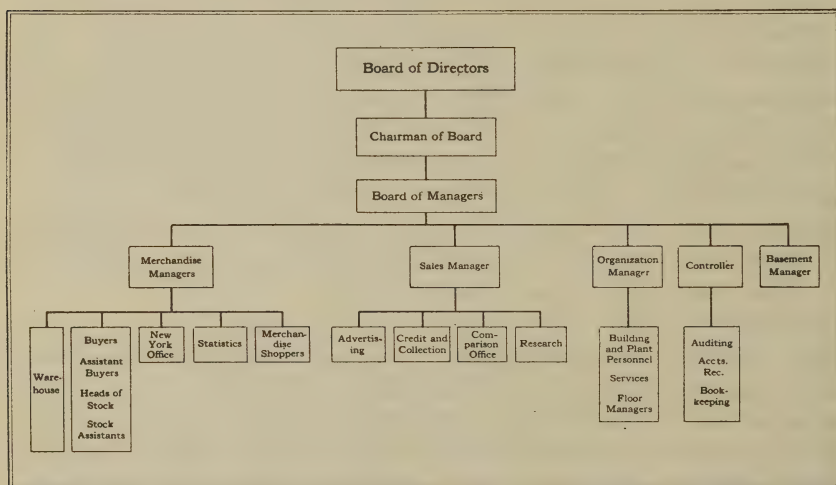 Board of Directors
Chairman of Board
Board of Managers
Merchandise
Managers
Sales Manager
Organization
Manager
Controller
Basement
Manager
Ware-
house
Buyers
Assistant
Buyers
Heads of
Stock
Stock
Assistants
New
York
Office
Statistics
Merchan-
dise
Shoppers
Advertis-
ing
Credit and
Collection
Com-
parison
Office
Research
Building
and Plant
Personnel
Services
Floor
Managers
Auditing
Accts.
Rec.
Book-
keeping